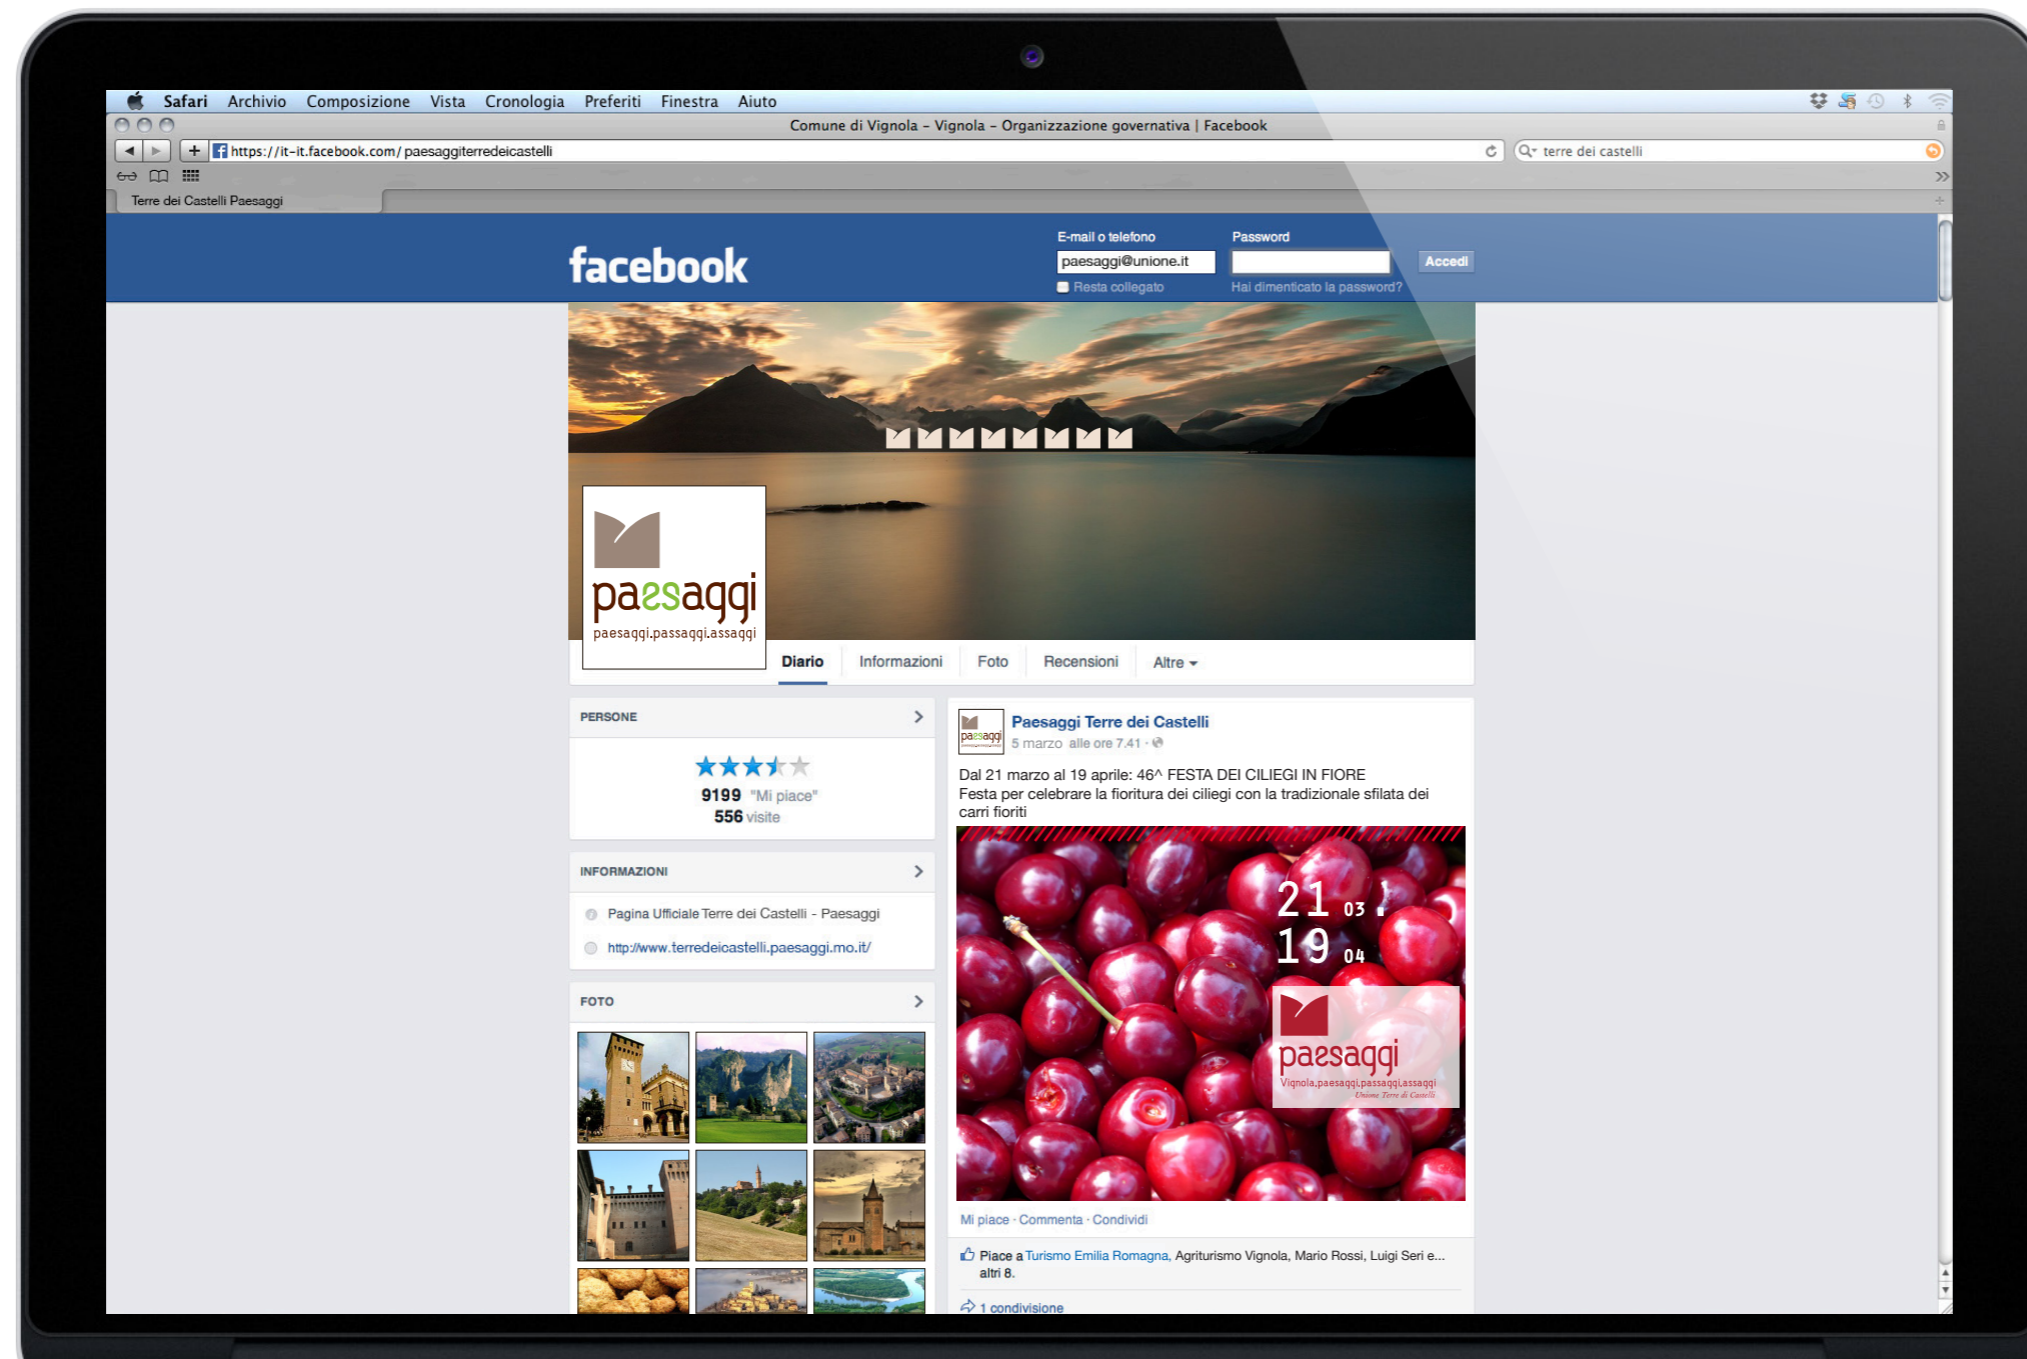 Safari Archivio Composizione Vista Cronologia Preferiti Finestra Aiuto
Comune di Vignola – Vignola – Organizzazione governativa | Facebook
https://it-it.facebook.com/paesaggiterredeicastelli
terre dei castelli
Terre dei Castelli Paesaggi
facebook
E-mail o telefono
Password
paesaggi@unione.it
Accedi
Resta collegato
Hai dimenticato la password?
paesaggi
paesaggi.passaggi.assaggi
Diario Informazioni Foto Recensioni Altre
PERSONE
9199 "Mi piace"
556 visite
INFORMAZIONI
Pagina Ufficiale Terre dei Castelli - Paesaggi
http://www.terredeicastelli.paesaggi.mo.it/
FOTO
paesaggi
Paesaggi Terre dei Castelli
5 marzo alle ore 7.41 ·
Dal 21 marzo al 19 aprile: 46^ FESTA DEI CILIEGI IN FIORE
Festa per celebrare la fioritura dei ciliegi con la tradizionale sfilata dei
carri fioriti
21 03
19 04
paesaggi
Vignola,paesaggi,passaggi,assaggi
Unione Terre di Castelli
Mi piace · Commenta · Condividi
Piace a Turismo Emilia Romagna, Agriturismo Vignola, Mario Rossi, Luigi Seri e...
altri 8.
1 condivisione